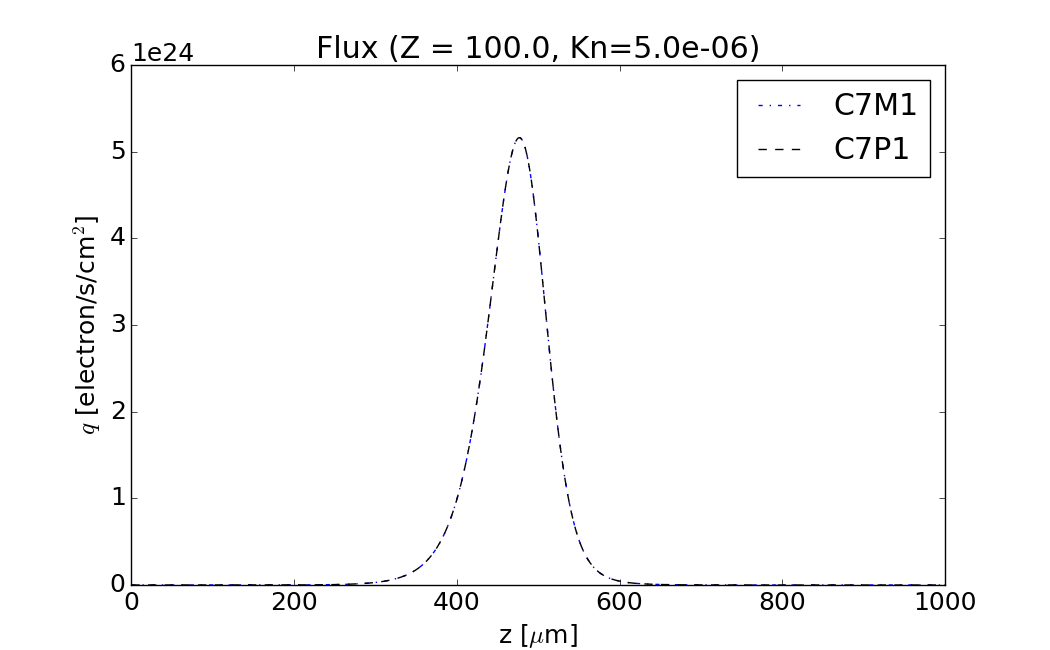 Flux (Z = 100.0, Kn=5.0e-06)
1e24
C7M1
C7P1
6
5
4
3
2
1
0
q [electron/s/cm²]
0 200 400 600 800 1000
z [μm]